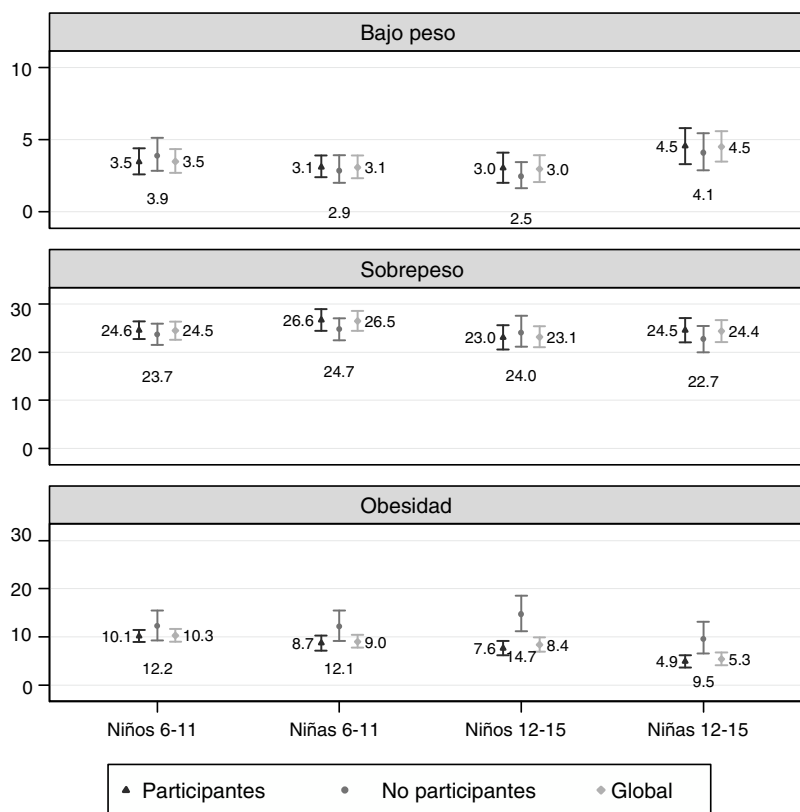 Bajo peso
10
5
3.5 3.5 3.1 3.1 3.0 3.0 4.5 4.5
3.9 2.9 2.5 4.1
0
Sobrepeso
30
24.6 24.5 26.6 26.5 23.0 23.1 24.5 24.4
20
23.7 24.7 24.0 22.7
10
0
Obesidad
30
20
10
10.1 10.3 8.7 9.0 7.6 8.4 4.9 5.3
12.2 12.1 14.7 9.5
0
Niños 6-11 Niñas 6-11 Niños 12-15 Niñas 12-15
Participantes No participantes Global